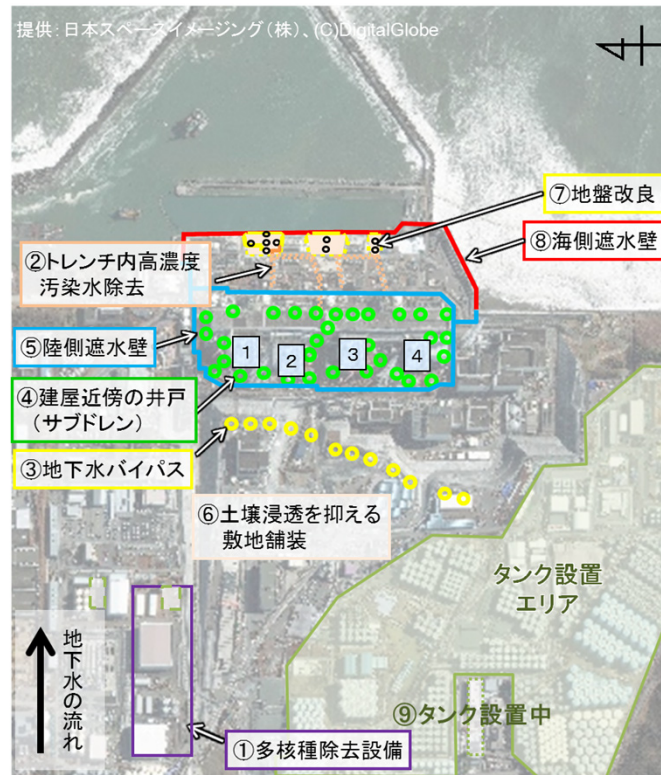 提供:日本スペースイメージング(株)、(C)DigitalGlobe
⑦地盤改良
⑧海側遮水壁
②トレンチ内高濃度
汚染水除去
⑤陸側遮水壁
1
2
3
4
④建屋近傍の井戸
(サブドレン)
③地下水バイパス
⑥土壌浸透を抑える
敷地舗装
タンク設置
エリア
地下水の流れ
⑨タンク設置中
①多核種除去設備